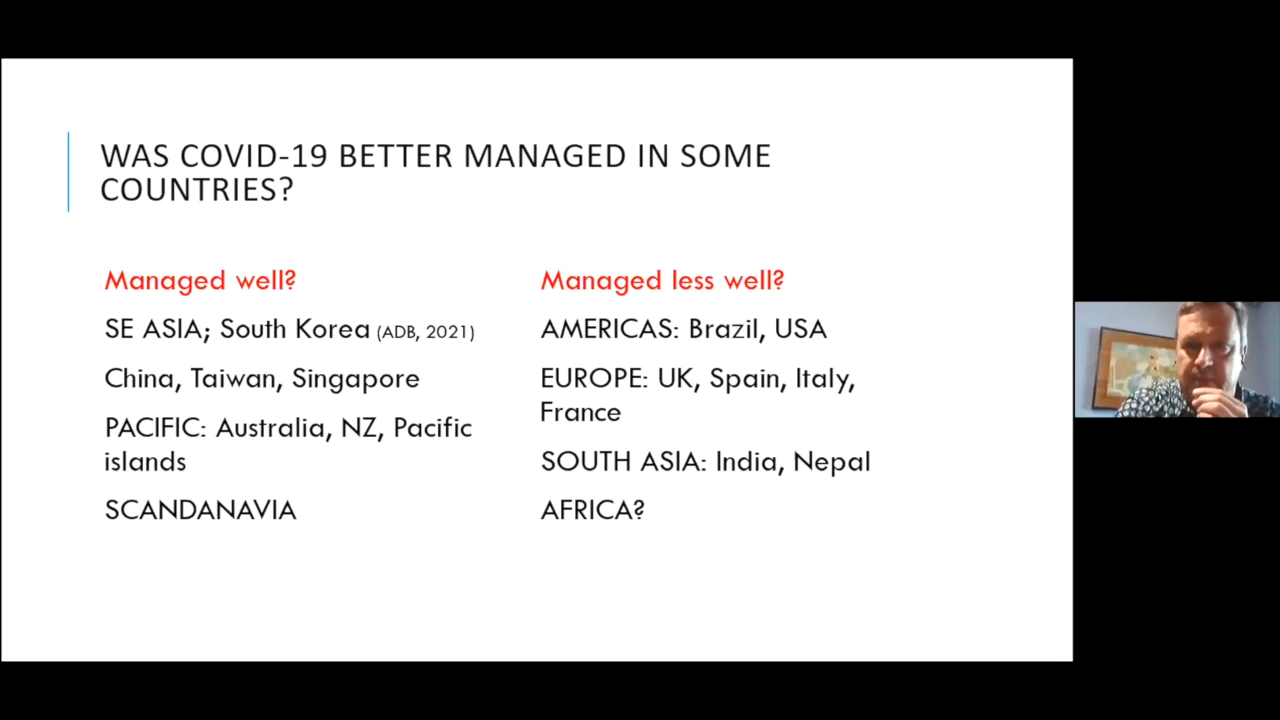 WAS COVID-19 BETTER MANAGED IN SOME
COUNTRIES?
Managed well?
SE ASIA; South Korea (ADB, 2021)
China, Taiwan, Singapore
PACIFIC: Australia, NZ, Pacific
islands
SCANDANAVIA
Managed less well?
AMERICAS: Brazil, USA
EUROPE: UK, Spain, Italy,
France
SOUTH ASIA: India, Nepal
AFRICA?